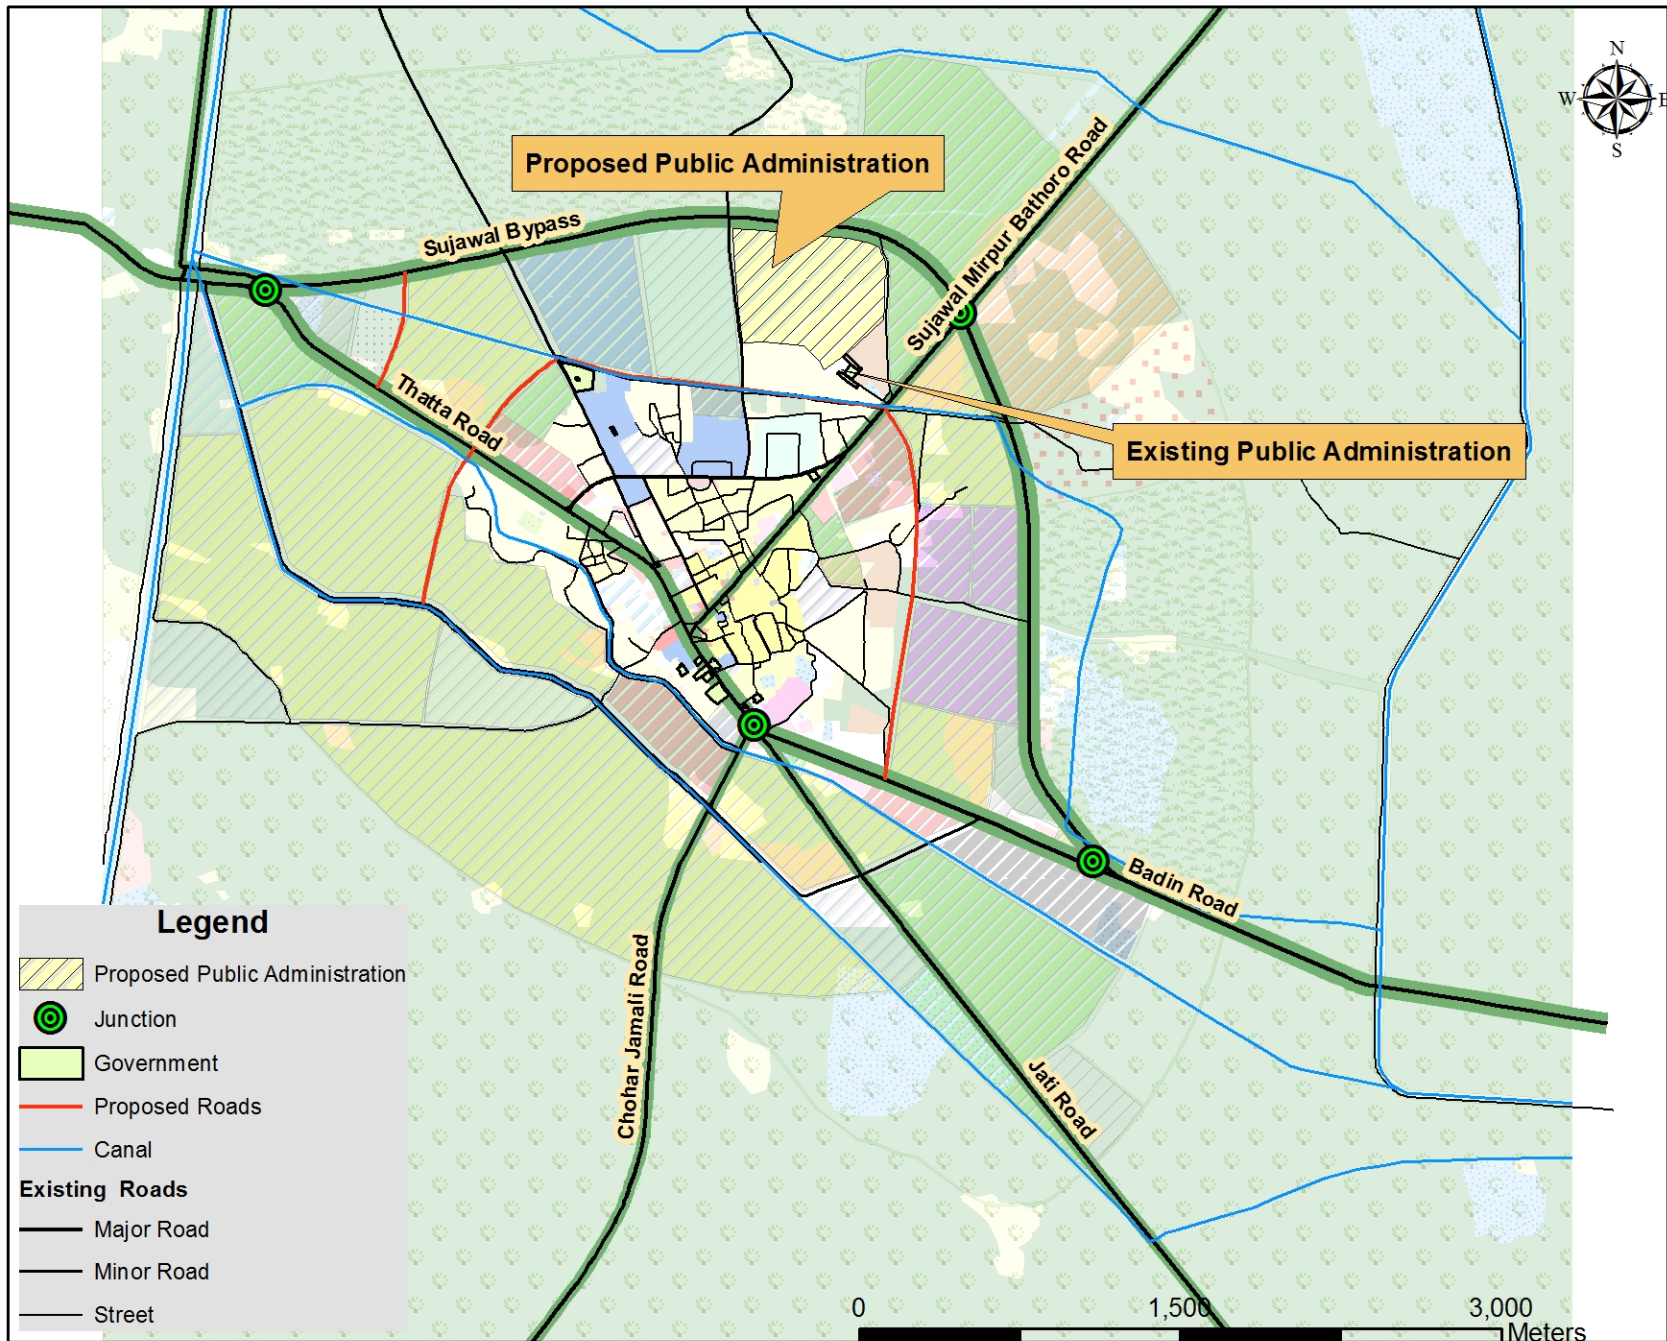 N
W E
S
Proposed Public Administration
Sujawal Bypass
Sujawal Mirpur Bathoro Road
Thatta Road
Existing Public Administration
Badin Road
Chohar Jamali Road
Jati Road
Legend
Proposed Public Administration
Junction
Government
Proposed Roads
Canal
Existing Roads
Major Road
Minor Road
Street
0 1,500 3,000
Meters